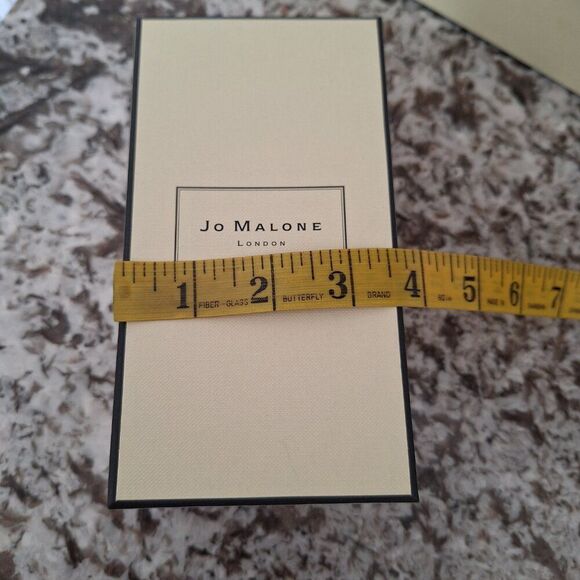 Jo Malone
London
1 FIBER-GLASS 2 BUTTERFLY 3 BRAND 4 5 6 7